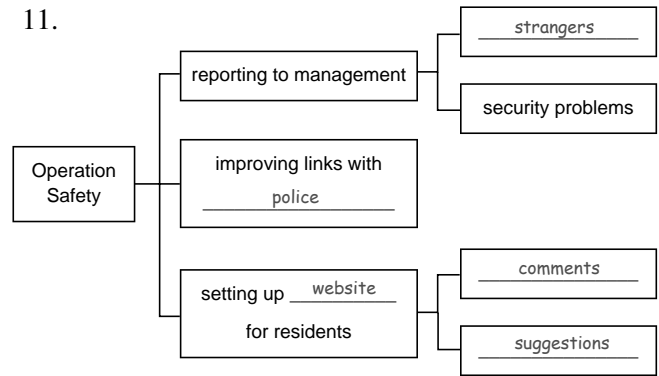 11.
strangers
reporting to management
security problems
Operation
Safety
improving links with
police
setting up website
for residents
comments
suggestions